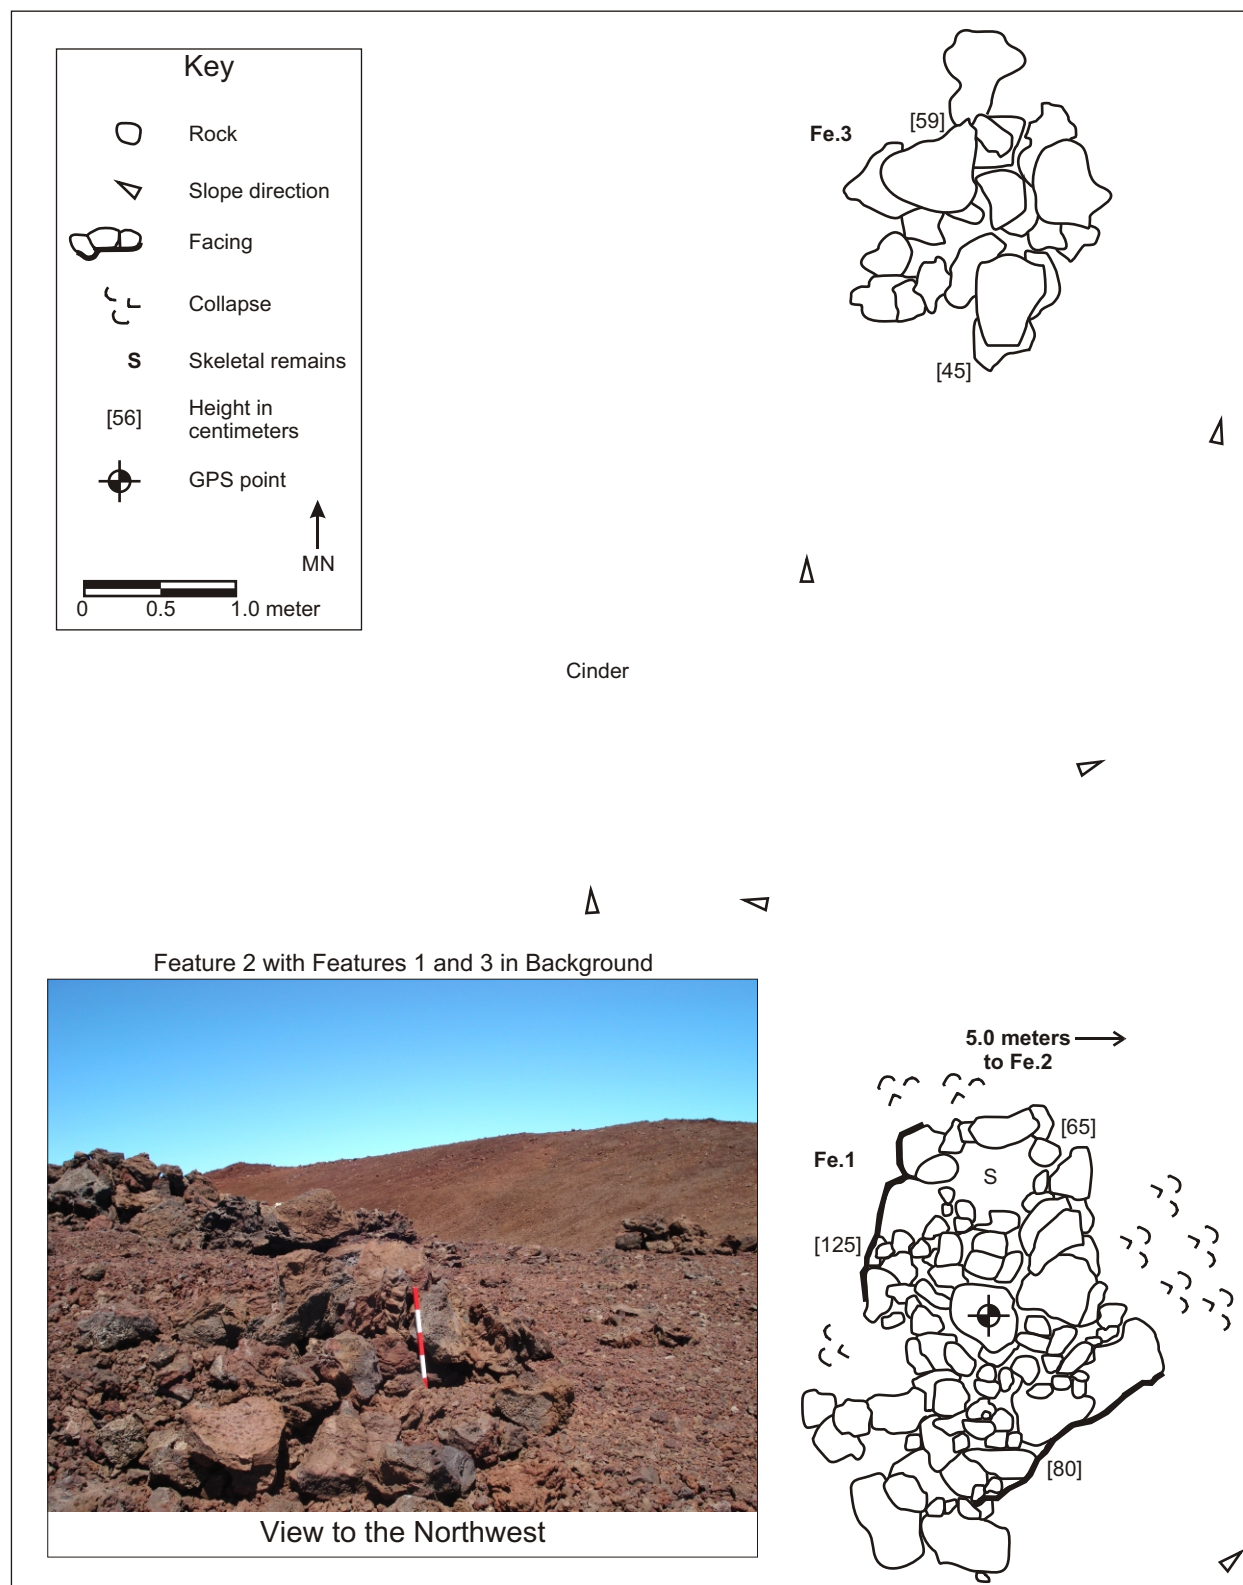 Key
Rock
Slope direction
Facing
Collapse
S Skeletal remains
[56] Height in
centimeters
GPS point
MN
0 0.5 1.0 meter
[59]
Fe.3
[45]
Cinder
Feature 2 with Features 1 and 3 in Background
View to the Northwest
5.0 meters
to Fe.2
[65]
Fe.1
S
[125]
[80]